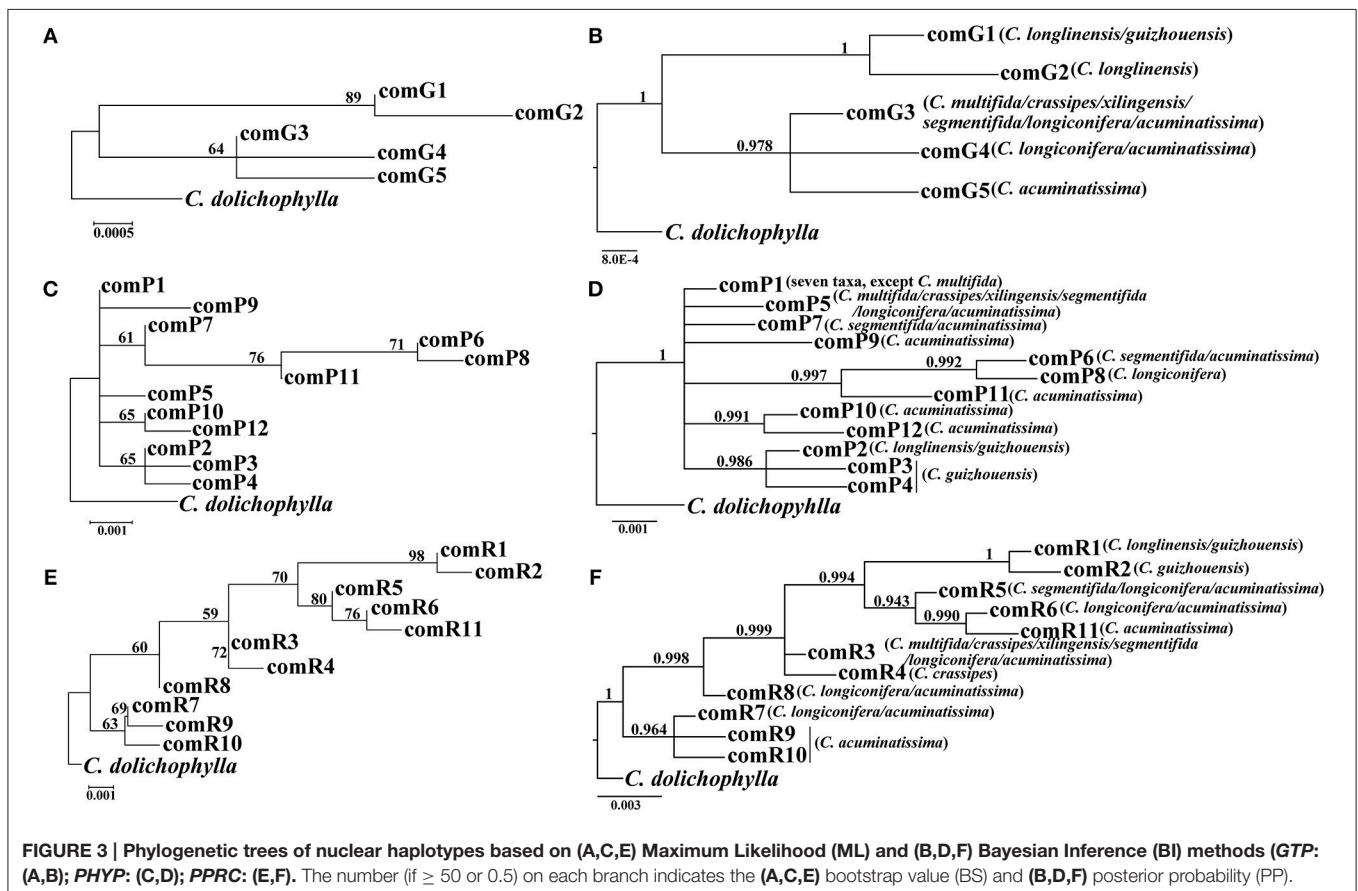 A
89
comG1
comG2
comG3
64
comG4
comG5
C. dolichophylla
0.0005
B
1
comG1 (C. longlinensis/guizhouensis)
comG2 (C. longlinensis)
1
comG3 (C. multifida/crassipes/xilingensis/
segmentifida/longiconifera/acuminatissima)
0.978
comG4 (C. longiconifera/acuminatissima)
comG5 (C. acuminatissima)
C. dolichophylla
8.0E-4
C
comP1
comP9
comP7
61
71
comP6
76
comP8
comP11
comP5
65
comP10
comP12
comP2
65
comP3
comP4
C. dolichophylla
0.001
D
comP1 (seven taxa, except C. multifida)
comP5 (C. multifida/crassipes/xilingensis/segmentifida
/longiconifera/acuminatissima)
comP7 (C. segmentifida/acuminatissima)
comP9 (C. acuminatissima)
1
0.992
comP6 (C. segmentifida/acuminatissima)
0.997
comP8 (C. longiconifera)
comP11 (C. acuminatissima)
0.991
comP10 (C. acuminatissima)
comP12 (C. acuminatissima)
comP2 (C. longlinensis/guizhouensis)
0.986
comP3
(C. guizhouensis)
comP4
C. dolichopyhlla
0.001
E
98
comR1
comR2
70
comR5
80
76
comR6
comR11
59
comR3
72
comR4
60
comR8
comR7
69
comR9
63
comR10
C. dolichophylla
0.001
F
1
comR1 (C. longlinensis/guizhouensis)
comR2 (C. guizhouensis)
0.994
comR5 (C. segmentifida/longiconifera/acuminatissima)
0.943
0.990
comR6 (C. longiconifera/acuminatissima)
comR11 (C. acuminatissima)
0.999
comR3 (C. multifida/crassipes/xilingensis/segmentifida
/longiconifera/acuminatissima)
comR4 (C. crassipes)
0.998
comR8 (C. longiconifera/acuminatissima)
1
comR7 (C. longiconifera/acuminatissima)
0.964
comR9
(C. acuminatissima)
comR10
C. dolichophylla
0.003
FIGURE 3 | Phylogenetic trees of nuclear haplotypes based on (A,C,E) Maximum Likelihood (ML) and (B,D,F) Bayesian Inference (BI) methods (GTP:
(A,B); PHYP: (C,D); PPRC: (E,F). The number (if ≥ 50 or 0.5) on each branch indicates the (A,C,E) bootstrap value (BS) and (B,D,F) posterior probability (PP).